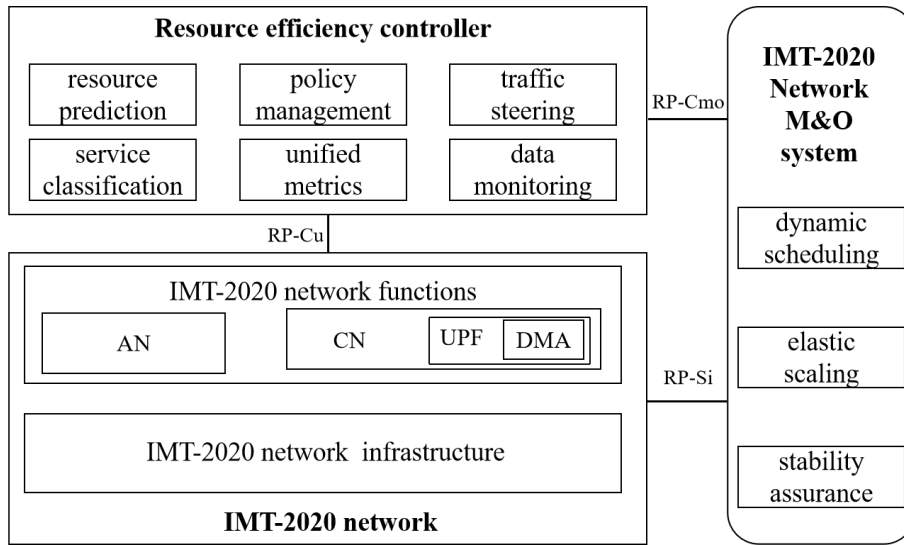 Resource efficiency controller
resource
prediction
policy
management
traffic
steering
service
classification
unified
metrics
data
monitoring
RP-Cmo
IMT-2020
Network
M&O
system
dynamic
scheduling
elastic
scaling
stability
assurance
RP-Cu
IMT-2020 network functions
AN
CN
UPF
DMA
RP-Si
IMT-2020 network infrastructure
IMT-2020 network